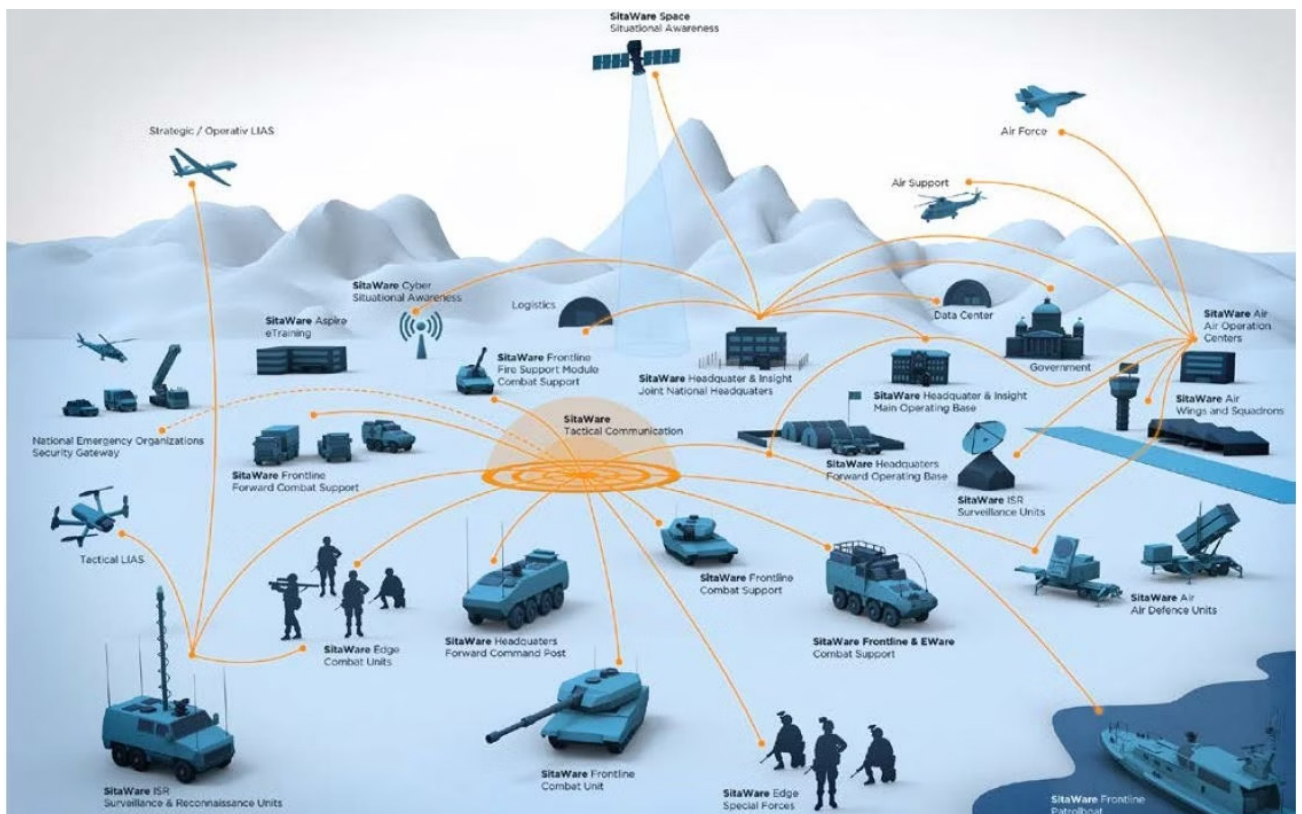 SitaWare Space
Situational Awareness
Strategic / Operativ LIAS
Air Force
Air Support
SitaWare Cyber
Situational Awareness
Logistics
Data Center
SitaWare Aspire
eTraining
SitaWare Air
Air Operation
Centers
SitaWare Frontline
Fire Support Module
Combat Support
SitaWare Headquater & Insight
Joint National Headquaters
Government
SitaWare Headquater & Insight
Main Operating Base
SitaWare Air
Wings and Squadrons
SitaWare
Tactical Communication
National Emergency Organizations
Security Gateway
SitaWare Frontline
Forward Combat Support
SitaWare Headquaters
Forward Operating Base
SitaWare ISR
Surveillance Units
Tactical LIAS
SitaWare Frontline
Combat Support
SitaWare Air
Air Defence Units
SitaWare Edge
Combat Units
SitaWare Headquaters
Forward Command Post
SitaWare Frontline & EWare
Combat Support
SitaWare Frontline
Combat Unit
SitaWare ISR
Surveillance & Reconnaissance Units
SitaWare Edge
Special Forces
SitaWare Frontline
Patrolboat